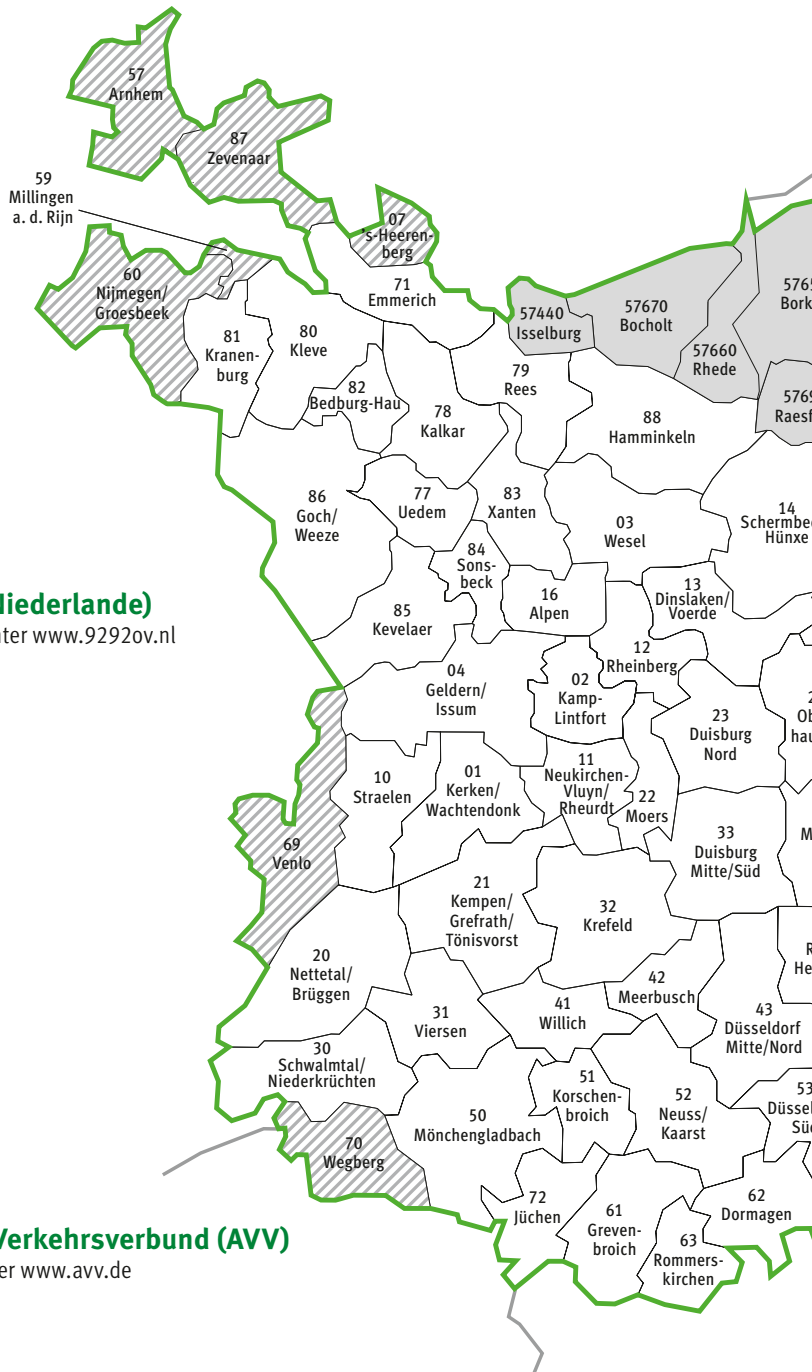 57
Arnhem
87
Zevenaar
59
Millingen
a. d. Rijn
07
's-Heeren-
berg
60
Nijmegen/
Groesbeek
71
Emmerich
57440
Isselburg
57670
Bocholt
57660
Rhede
81
Kranen-
burg
80
Kleve
82
Bedburg-Hau
79
Rees
78
Kalkar
88
Hamminkeln
86
Goch/
Weeze
77
Uedem
83
Xanten
03
Wesel
14
Hünxe
84
Sons-
beck
16
Alpen
13
Dinslaken/
Voerde
85
Kevelaer
12
Rheinberg
04
Geldern/
Issum
02
Kamp-
Lintfort
23
Duisburg
Nord
10
Straelen
01
Kerken/
Wachtendonk
11
Neukirchen-
Vluyn/
Rheurdt
22
Moers
33
Duisburg
Mitte/Süd
69
Venlo
21
Kempen/
Grefrath/
Tönisvorst
32
Krefeld
20
Nettetal/
Brüggen
31
Viersen
41
Willich
42
Meerbusch
43
Düsseldorf
Mitte/Nord
30
Schwalmtal/
Niederkrüchten
51
Korschen-
broich
52
Neuss/
Kaarst
50
Mönchengladbach
70
Wegberg
72
Jüchen
61
Greven-
broich
62
Dormagen
63
Rommers-
kirchen
Niederlande)
www.9292ov.nl
Verkehrsverbund (AVV)
www.avv.de